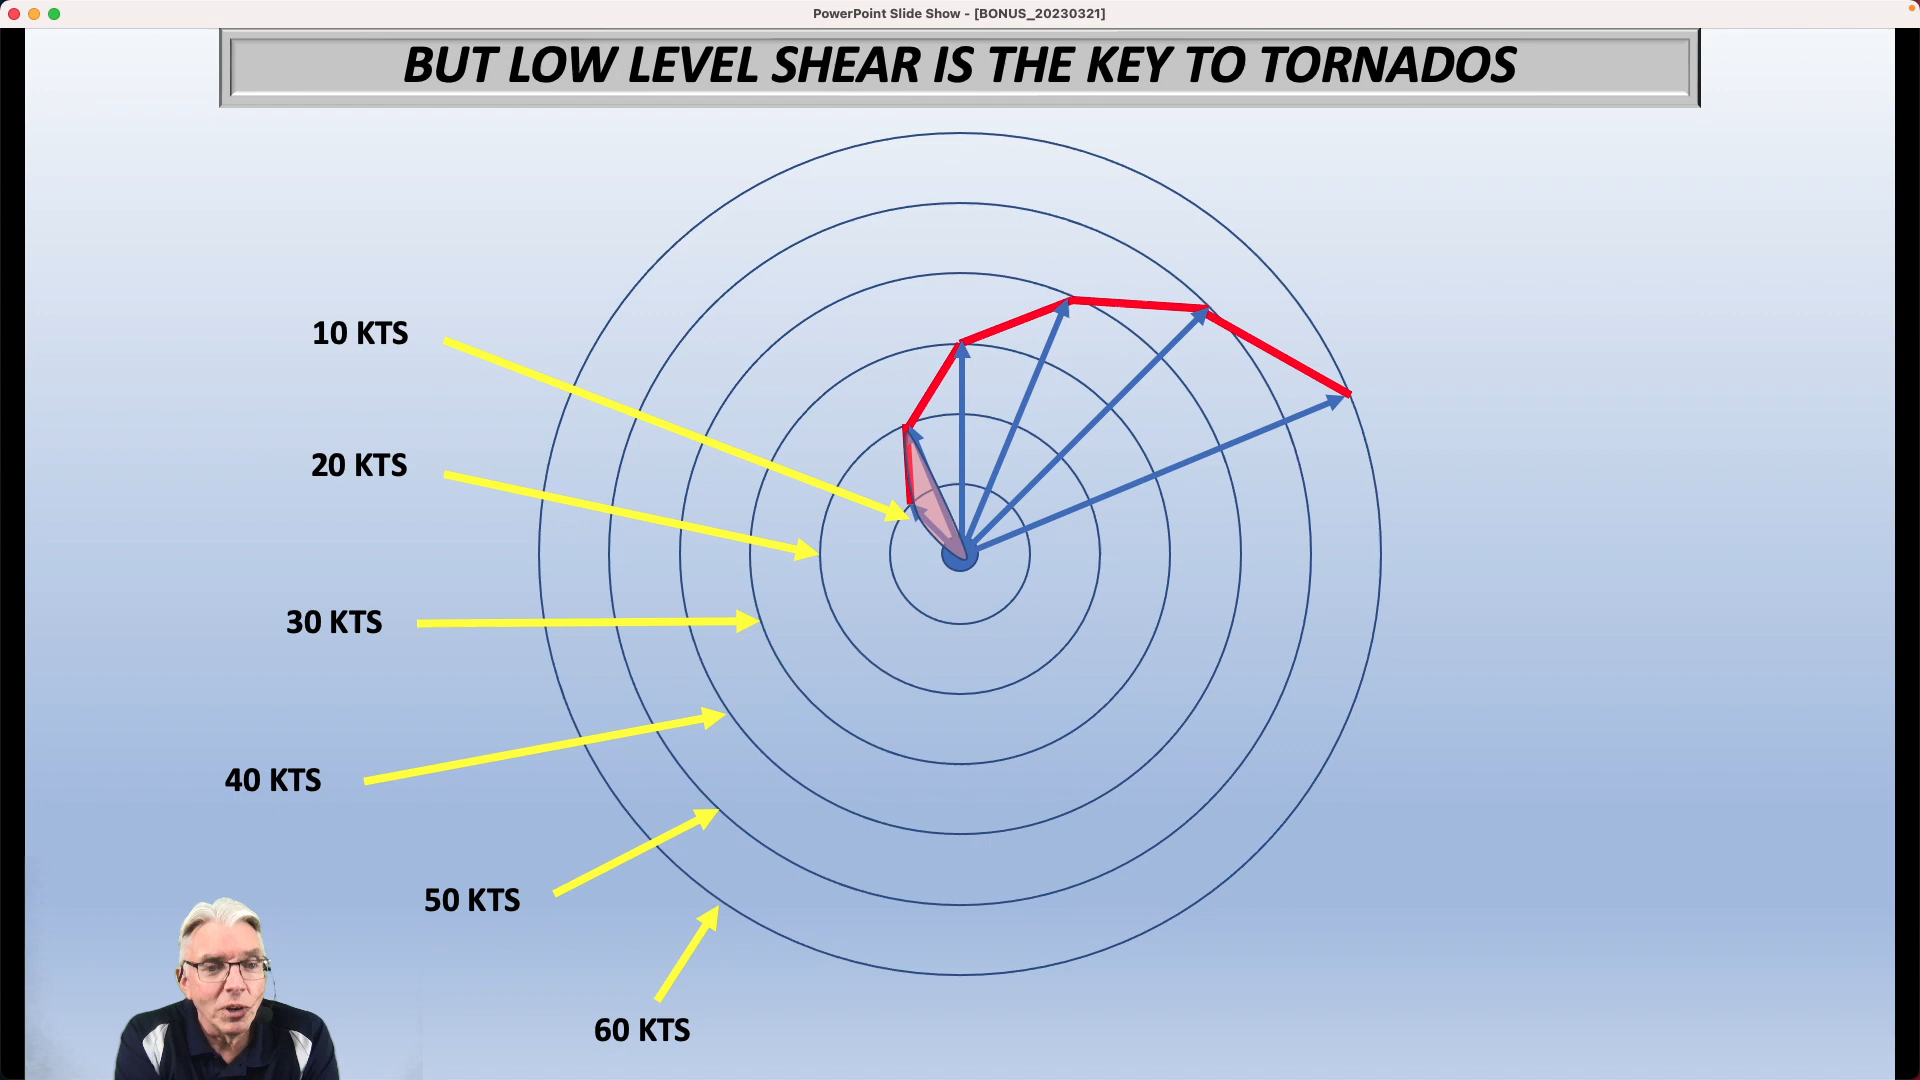 PowerPoint Slide Show - [BONUS_20230321]
BUT LOW LEVEL SHEAR IS THE KEY TO TORNADOS
10 KTS
20 KTS
30 KTS
40 KTS
50 KTS
60 KTS